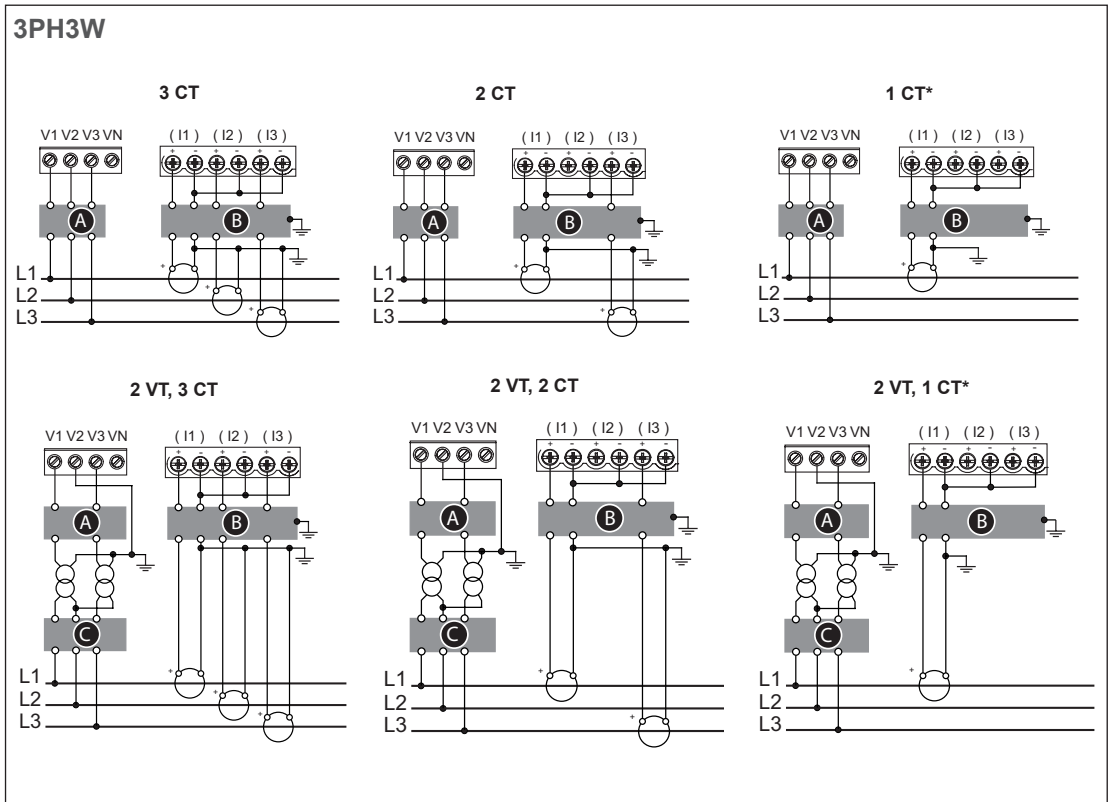 3PH3W
3 CT
V1 V2 V3 VN
( I1 ) ( I2 ) ( I3 )
+ - + - + -
A
B
+
+
+
L1
L2
L3
2 CT
V1 V2 V3 VN
( I1 ) ( I2 ) ( I3 )
+ - + - + -
A
B
+
+
L1
L2
L3
1 CT*
V1 V2 V3 VN
( I1 ) ( I2 ) ( I3 )
+ - + - + -
A
B
+
L1
L2
L3
2 VT, 3 CT
V1 V2 V3 VN
( I1 ) ( I2 ) ( I3 )
+ - + - + -
A
B
C
+
+
+
L1
L2
L3
2 VT, 2 CT
V1 V2 V3 VN
( I1 ) ( I2 ) ( I3 )
+ - + - + -
A
B
C
+
+
L1
L2
L3
2 VT, 1 CT*
V1 V2 V3 VN
( I1 ) ( I2 ) ( I3 )
+ - + - + -
A
B
C
+
L1
L2
L3